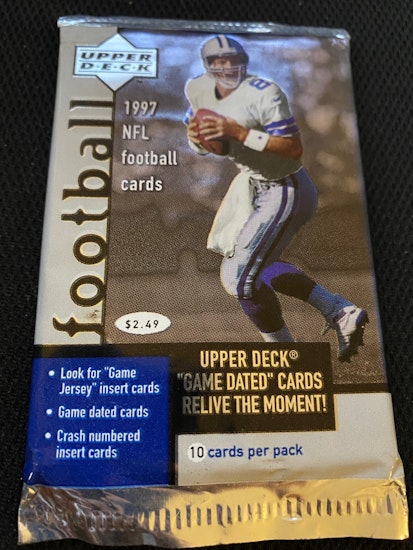 UPPER
D·E·C·K
football
1997
NFL
football
cards
8
$2.49
• Look for "Game
Jersey" insert cards
• Game dated cards
• Crash numbered
insert cards
UPPER DECK®
"GAME DATED" CARDS
RELIVE THE MOMENT!
10 cards per pack